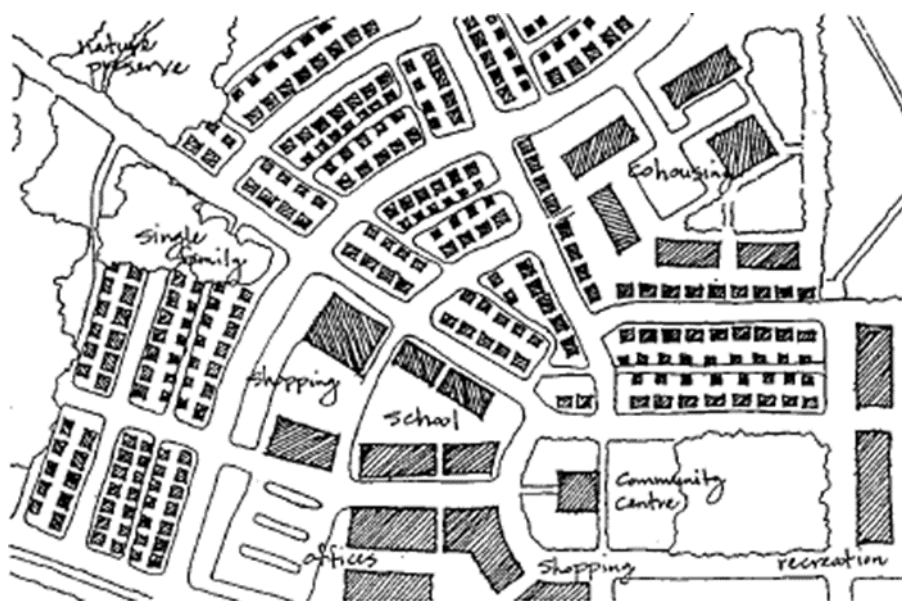 Nature
preserve
Single
family
Cohousing
Shopping
School
Community
Centre
offices
Shopping
recreation